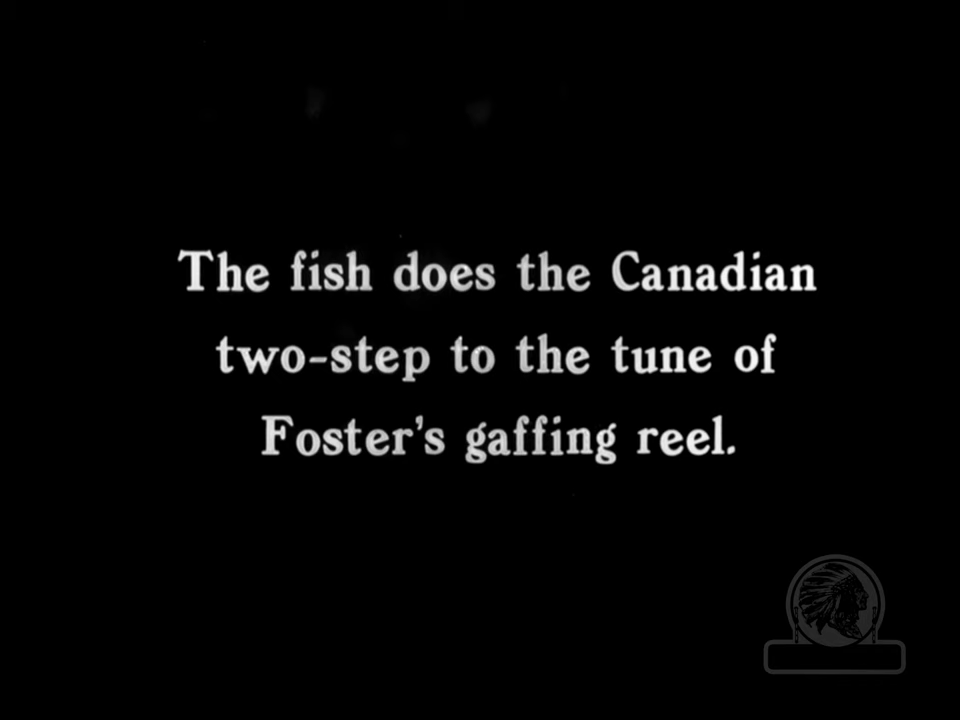 The fish does the Canadian
two-step to the tune of
Foster's gaffing reel.